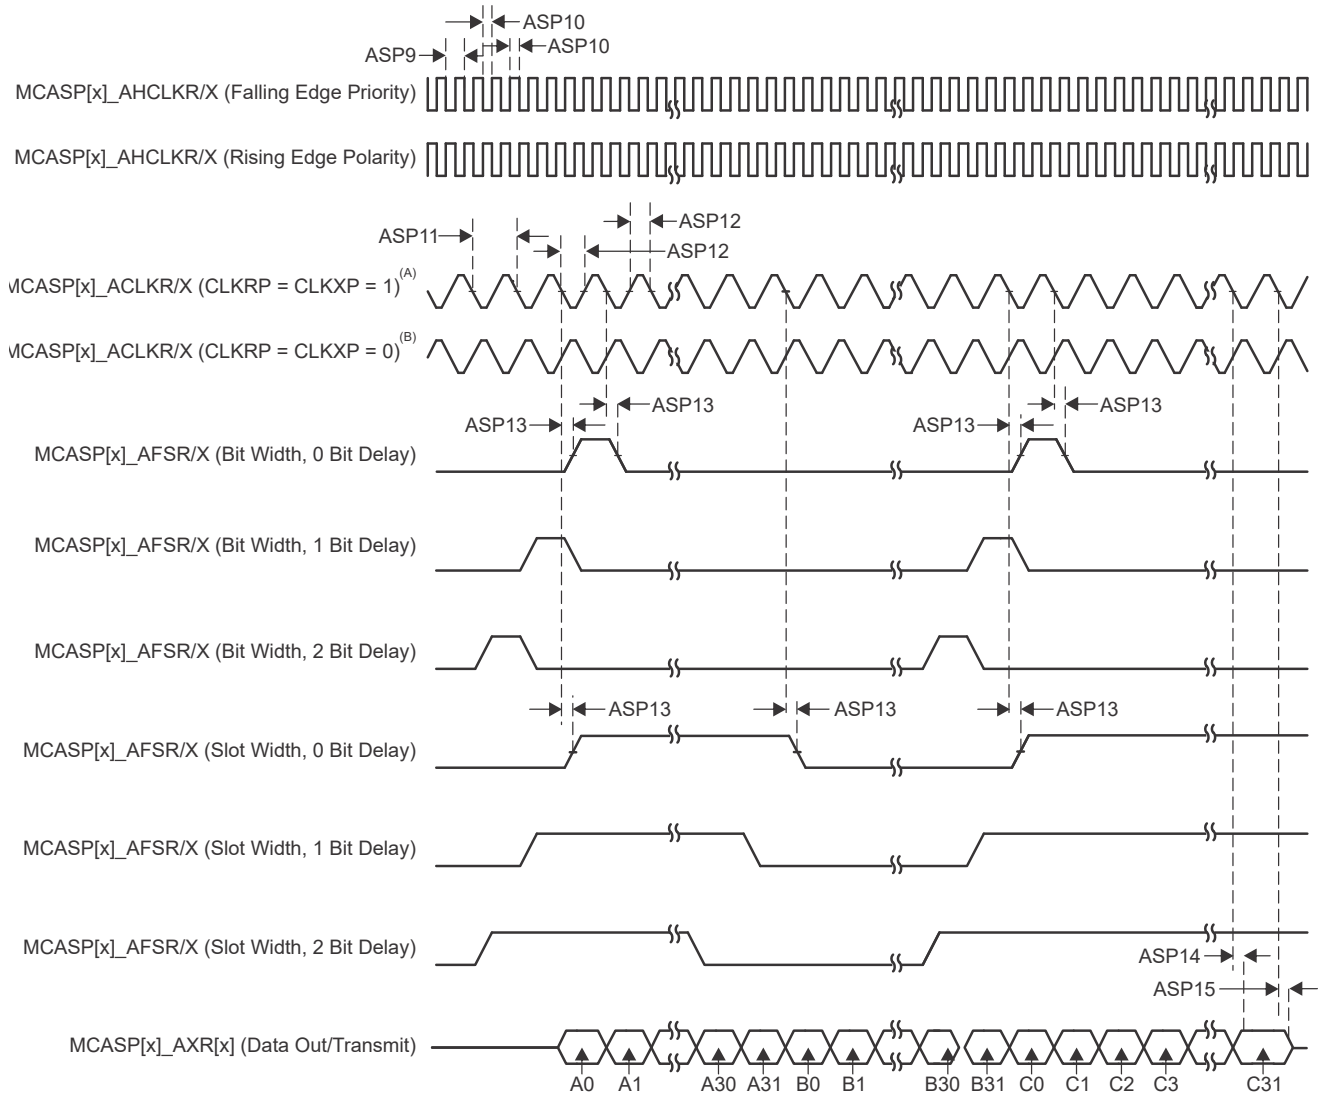 ASP10
ASP9
ASP10
MCASP[x]_AHCLKR/X (Falling Edge Priority)
MCASP[x]_AHCLKR/X (Rising Edge Polarity)
ASP12
ASP11
ASP12
MCASP[x]_ACLKR/X (CLKRP = CLKXP = 1)(A)
MCASP[x]_ACLKR/X (CLKRP = CLKXP = 0)(B)
ASP13
ASP13
ASP13
ASP13
MCASP[x]_AFSR/X (Bit Width, 0 Bit Delay)
MCASP[x]_AFSR/X (Bit Width, 1 Bit Delay)
MCASP[x]_AFSR/X (Bit Width, 2 Bit Delay)
ASP13
ASP13
ASP13
MCASP[x]_AFSR/X (Slot Width, 0 Bit Delay)
MCASP[x]_AFSR/X (Slot Width, 1 Bit Delay)
MCASP[x]_AFSR/X (Slot Width, 2 Bit Delay)
ASP14
ASP15
MCASP[x]_AXR[x] (Data Out/Transmit)
A0 A1 A30 A31 B0 B1 B30 B31 C0 C1 C2 C3 C31